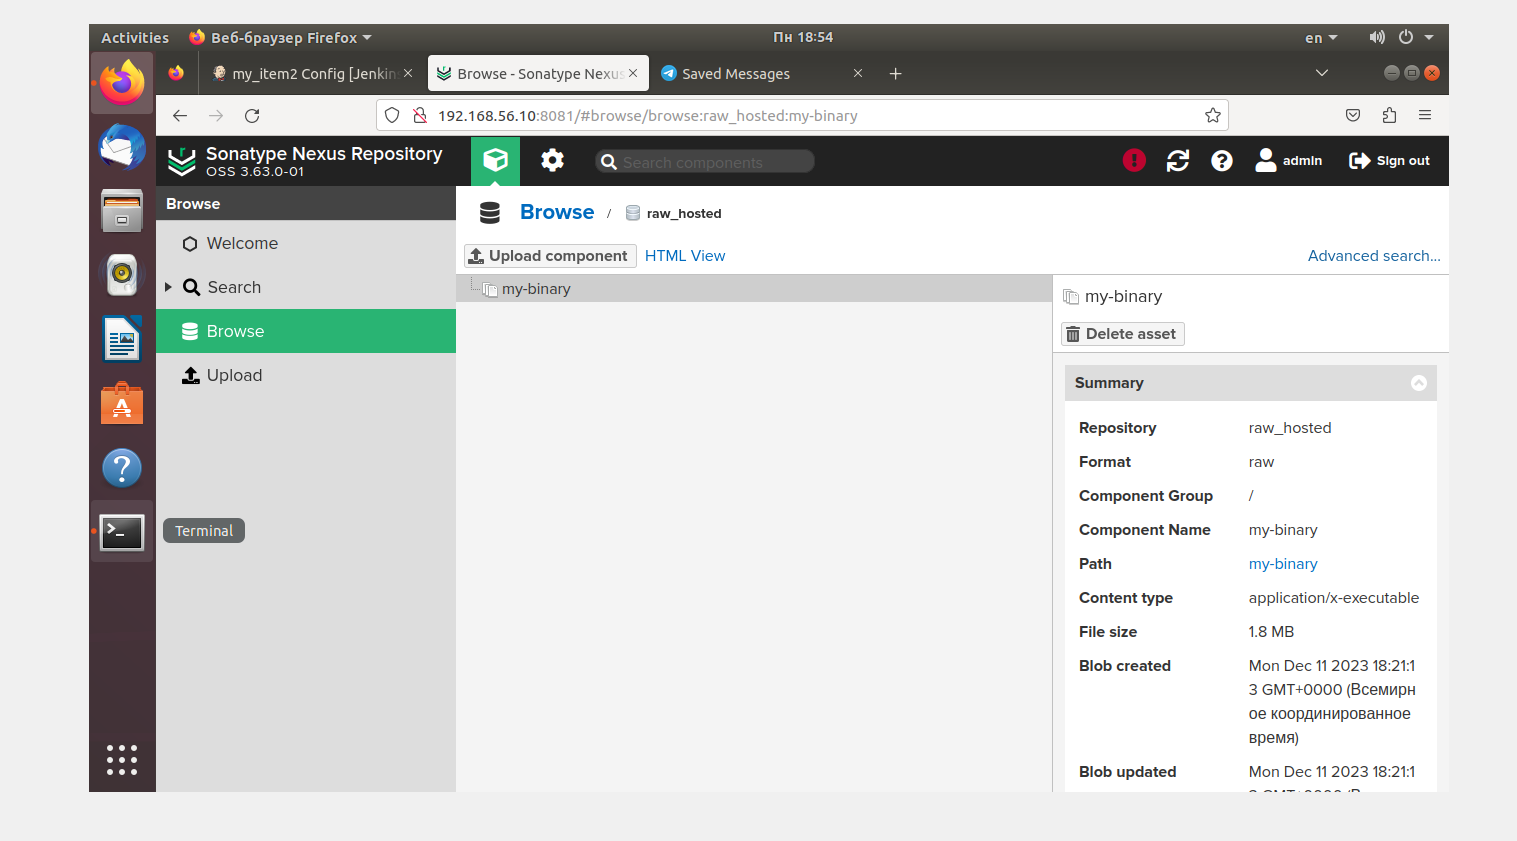 Activities
Веб-браузер Firefox
Пн 18:54
en
my_item2 Config [Jenkin
Browse - Sonatype Nexus
Saved Messages
192.168.56.10:8081/#browse/browse:raw_hosted:my-binary
Sonatype Nexus Repository
OSS 3.63.0-01
Search components
admin
Sign out
Browse
Welcome
Search
Browse
Upload
Terminal
Browse / raw_hosted
Upload component
HTML View
Advanced search...
my-binary
my-binary
Delete asset
Summary
Repository raw_hosted
Format raw
Component Group /
Component Name my-binary
Path my-binary
Content type application/x-executable
File size 1.8 MB
Blob created Mon Dec 11 2023 18:21:1
3 GMT+0000 (Всемирн
ое координированное
время)
Blob updated Mon Dec 11 2023 18:21:1